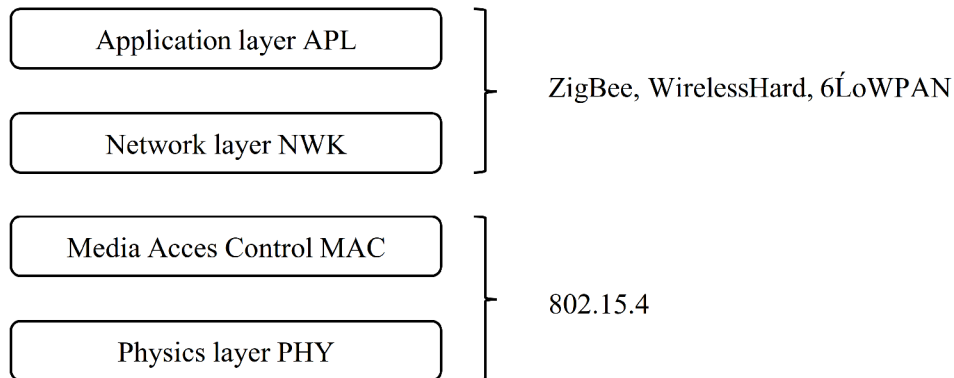 Application layer APL
ZigBee, WirelessHard, 6ĹoWPAN
Network layer NWK
Media Acces Control MAC
802.15.4
Physics layer PHY